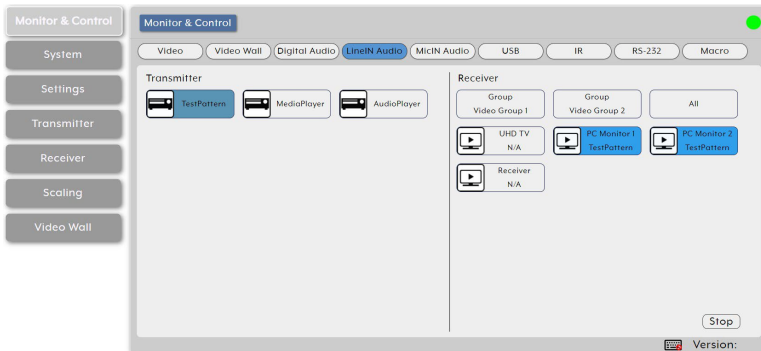 Monitor & Control
System
Settings
Transmitter
Receiver
Scaling
Video Wall
Monitor & Control
Video
Video Wall
Digital Audio
LineIN Audio
MicIN Audio
USB
IR
RS-232
Macro
Transmitter
TestPattern
MediaPlayer
AudioPlayer
Receiver
Group
Video Group 1
Group
Video Group 2
All
UHD TV
N/A
PC Monitor 1
TestPattern
PC Monitor 2
TestPattern
Receiver
N/A
Stop
Version: